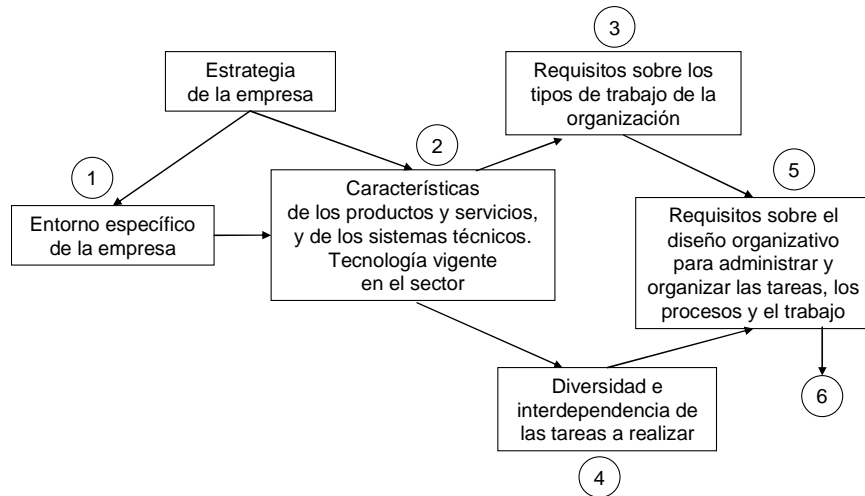 3
Estrategia
de la empresa
Requisitos sobre los
tipos de trabajo de la
organización
2
1
Entorno específico
de la empresa
Características
de los productos y servicios,
y de los sistemas técnicos.
Tecnología vigente
en el sector
5
Requisitos sobre el
diseño organizativo
para administrar y
organizar las tareas, los
procesos y el trabajo
Diversidad e
interdependencia de
las tareas a realizar
4
6